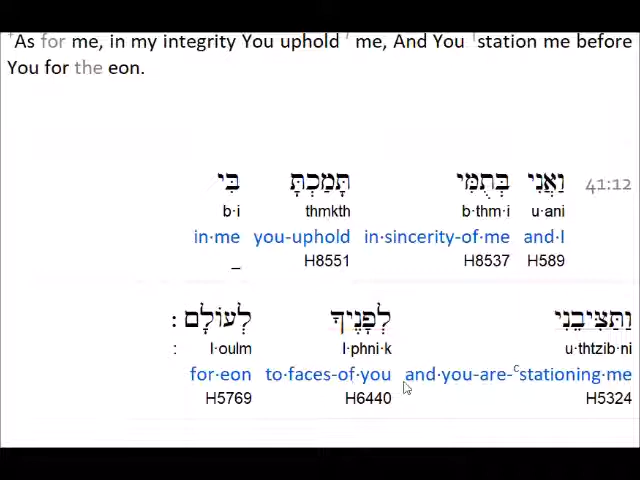 ⁺As for me, in my integrity You uphold ⁷ me, And You ⁺station me before
You for the eon.
41:12 וַאֲנִי בְּתֻמִּי תָּמַכְתָּ בִּי
b·i thmkth b·thm·i u·ani
in·me you-uphold in·sincerity-of·me and·I
_ H8551 H8537 H589
וַתַּצִּיבֵנִי לְפָנֶיךָ לְעוֹלָם :
: l·oulm l·phni·k u·thtzib·ni
for·eon to·faces-of·you and·you-are-ᶜstationing·me
H5769 H6440 H5324